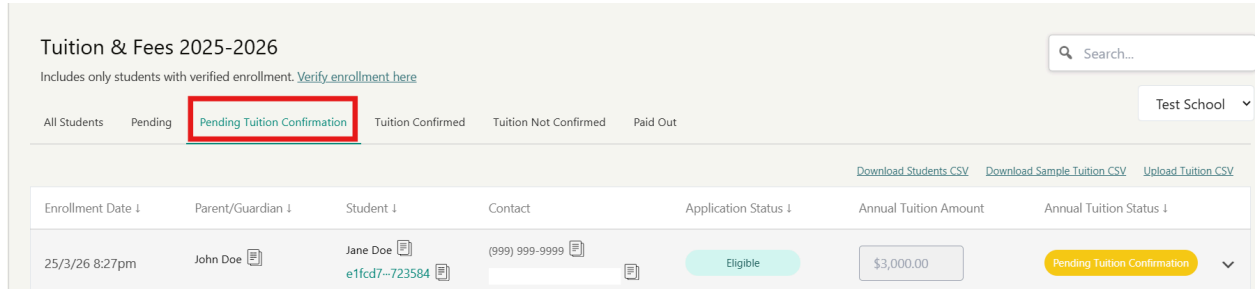 Tuition & Fees 2025-2026
Search...
Includes only students with verified enrollment. Verify enrollment here
Test School
All Students Pending Pending Tuition Confirmation Tuition Confirmed Tuition Not Confirmed Paid Out
Download Students CSV Download Sample Tuition CSV Upload Tuition CSV
Enrollment Date ↓ Parent/Guardian ↓ Student ↓ Contact Application Status ↓ Annual Tuition Amount Annual Tuition Status ↓
25/3/26 8:27pm John Doe Jane Doe (999) 999-9999 Eligible $3,000.00 Pending Tuition Confirmation
e1fcd7···723584